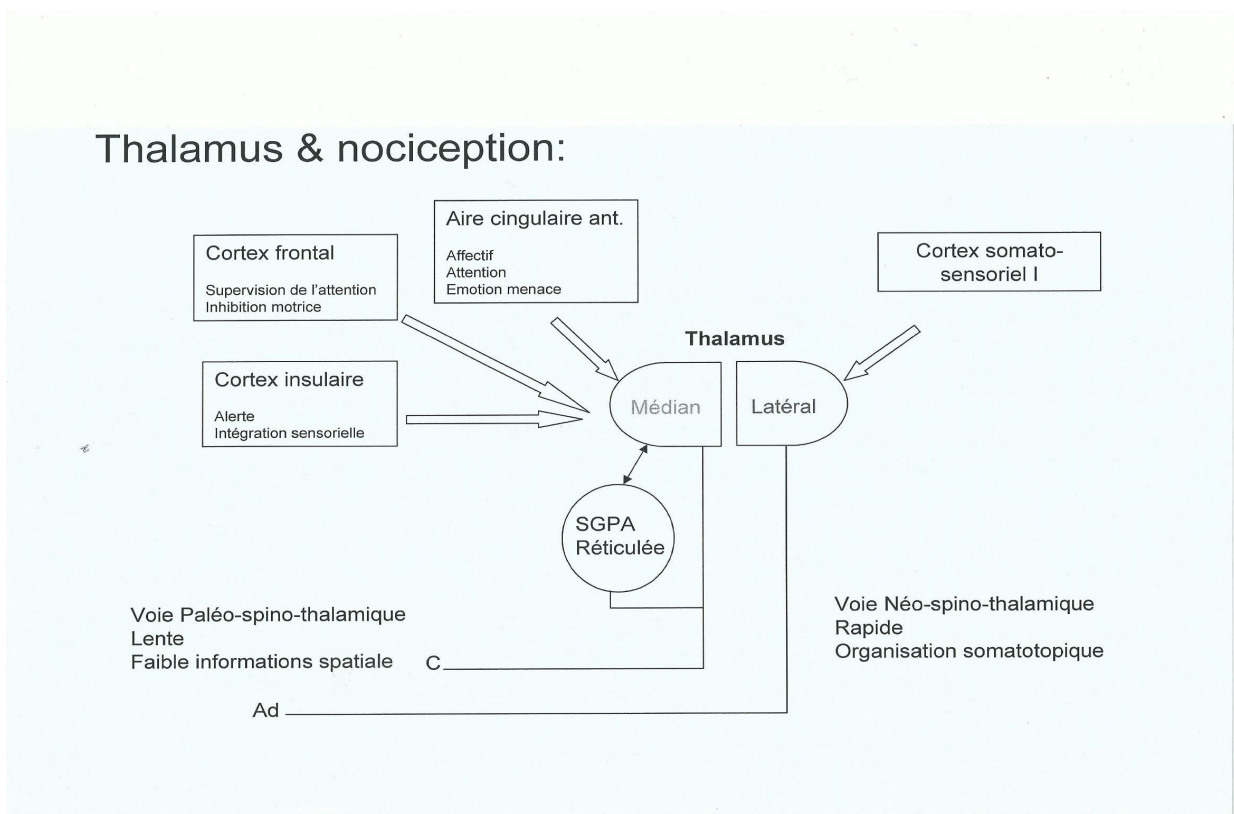 Thalamus & nociception:
Aire cingulaire ant.
Affectif
Attention
Emotion menace
Cortex frontal
Supervision de l'attention
Inhibition motrice
Cortex somato-
sensoriel I
Thalamus
Cortex insulaire
Alerte
Intégration sensorielle
Médian
Latéral
SGPA
Réticulée
Voie Paléo-spino-thalamique
Lente
Faible informations spatiale
C
Voie Néo-spino-thalamique
Rapide
Organisation somatotopique
Ad